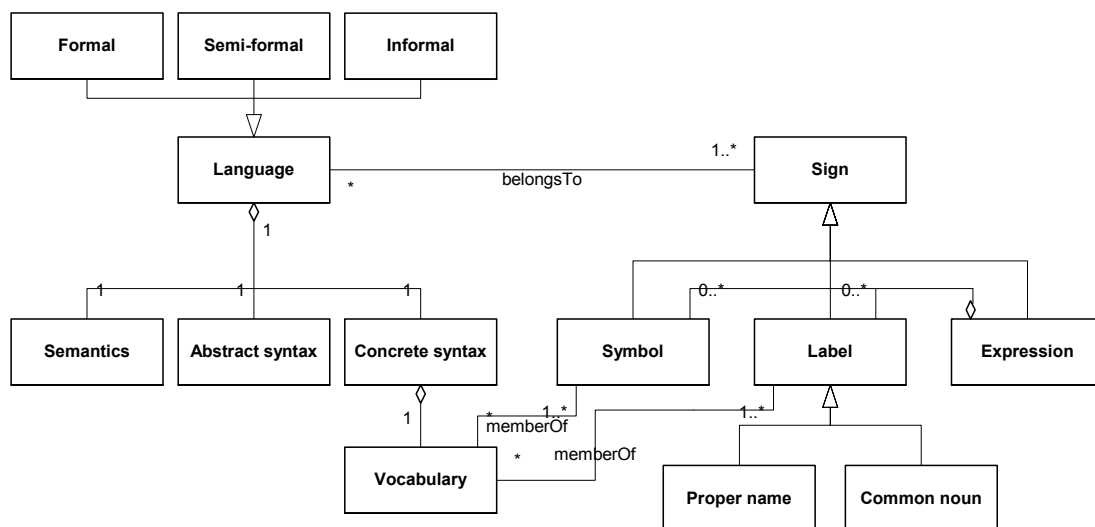 Formal
Semi-formal
Informal
Language
1..*
Sign
*
belongsTo
1
1
1
1
0..*
0..*
Semantics
Abstract syntax
Concrete syntax
Symbol
Label
Expression
1
*
1..*
1..*
memberOf
*
memberOf
Vocabulary
Proper name
Common noun